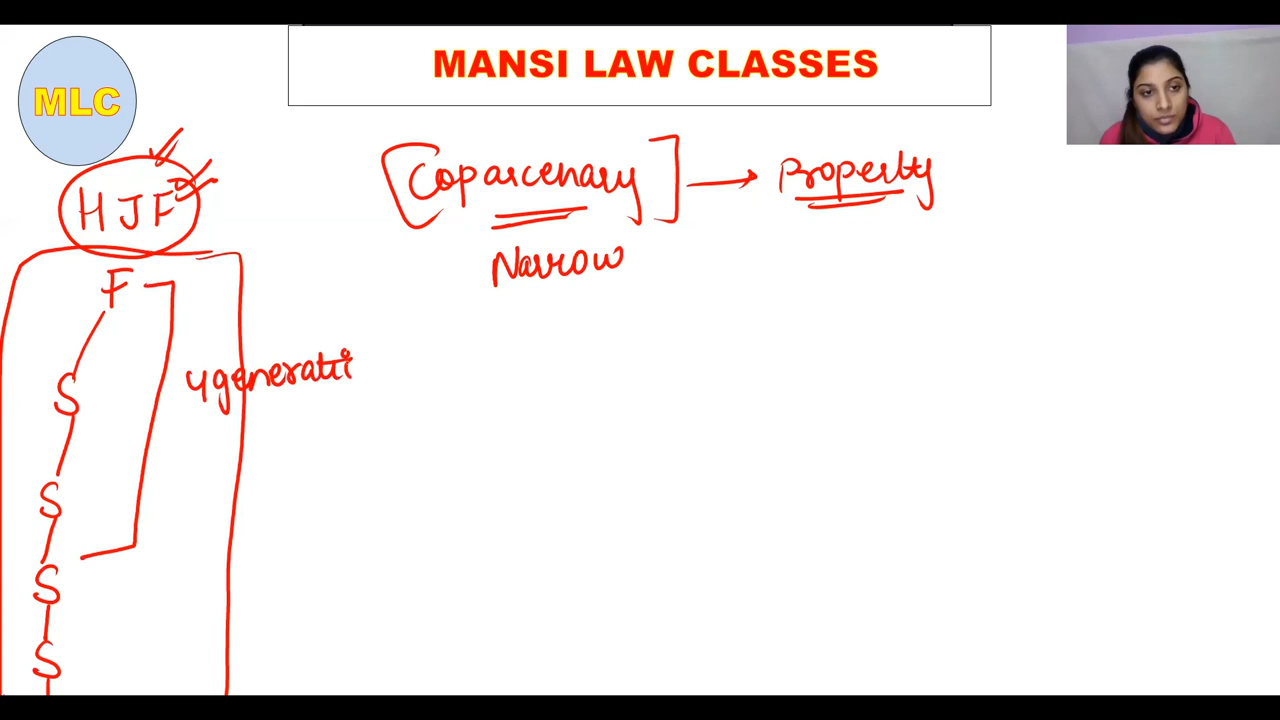 MANSI LAW CLASSES
MLC
HJF
[Coparcenary] → Property
Narrow
F
S
4generati
S
S
S